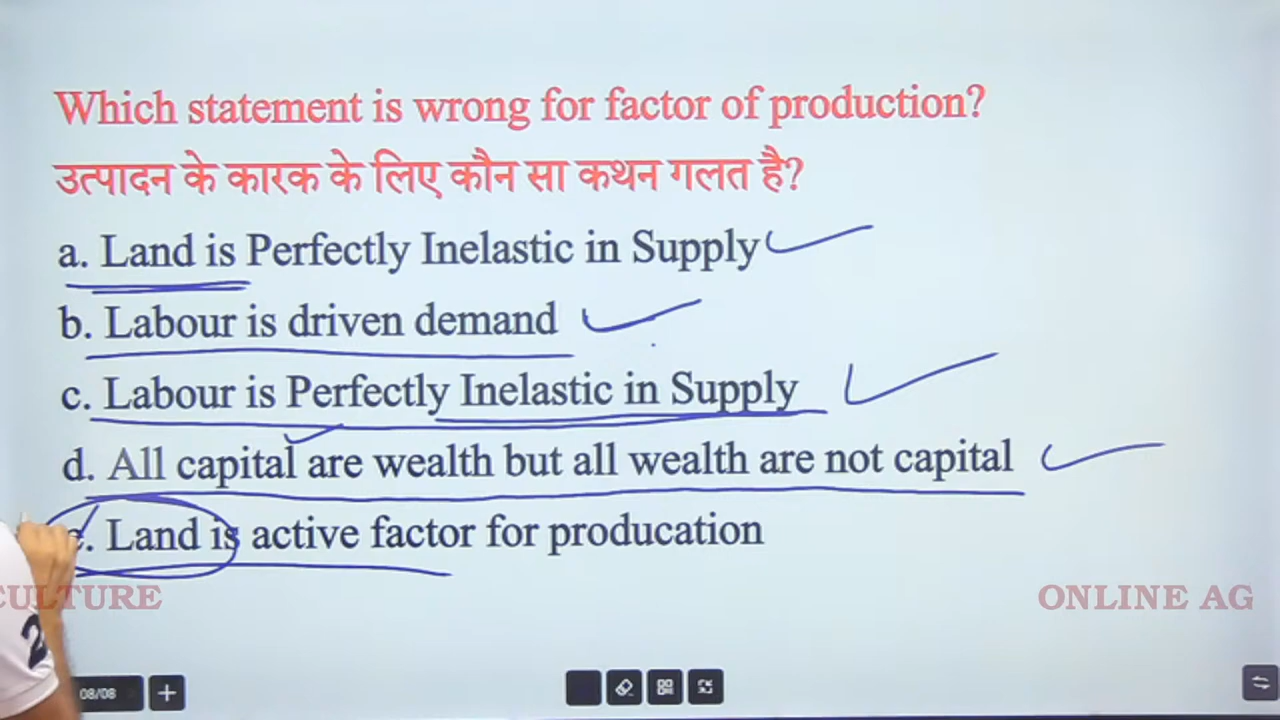 Which statement is wrong for factor of production?
उत्पादन के कारक के लिए कौन सा कथन गलत है?
a. Land is Perfectly Inelastic in Supply
b. Labour is driven demand
c. Labour is Perfectly Inelastic in Supply
d. All capital are wealth but all wealth are not capital
e. Land is active factor for producation
CULTURE
ONLINE AG
2
08/08